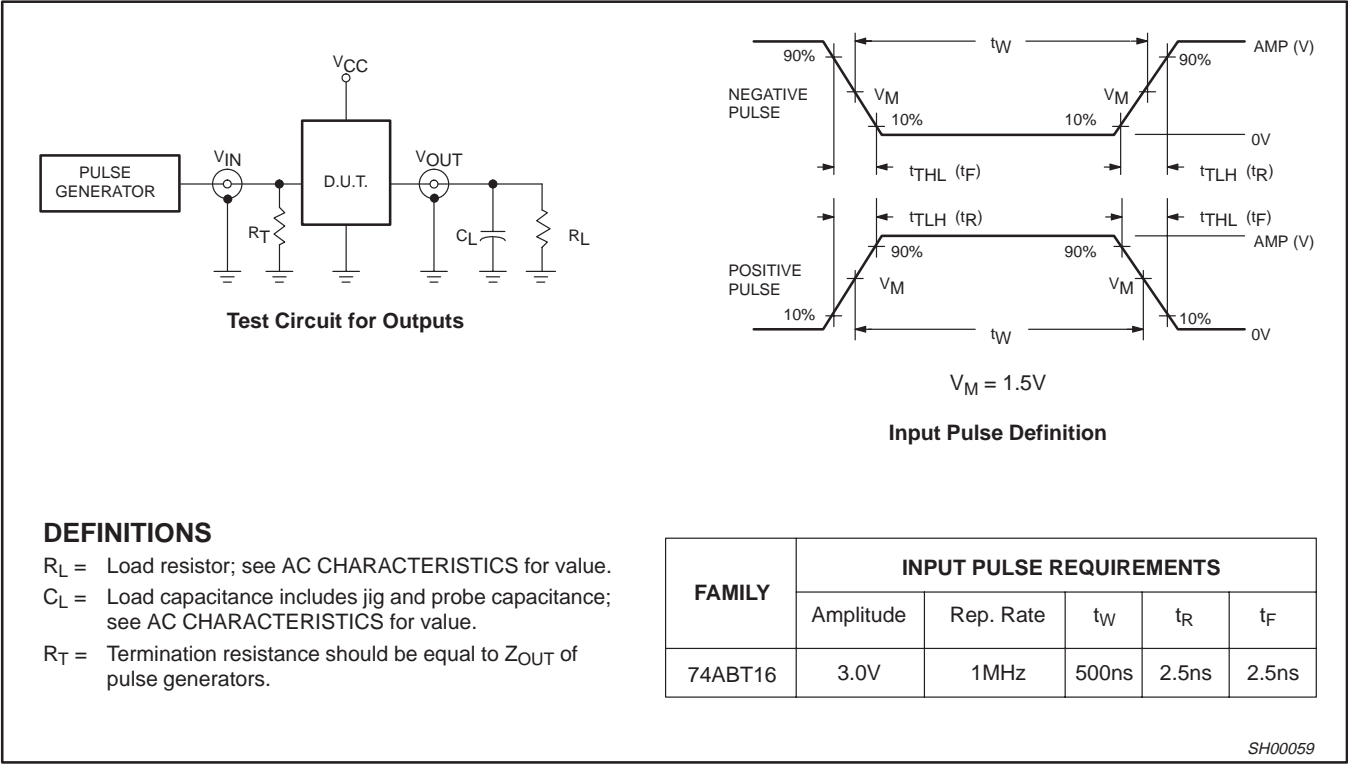 VCC
PULSE
GENERATOR
VIN
D.U.T.
VOUT
RT
CL
RL
Test Circuit for Outputs
NEGATIVE
PULSE
90%
tW
90%
AMP (V)
VM
VM
10%
10%
0V
tTHL (tF)
tTLH (tR)
tTLH (tR)
tTHL (tF)
AMP (V)
POSITIVE
PULSE
90%
90%
VM
VM
10%
10%
tW
0V
VM = 1.5V
Input Pulse Definition
DEFINITIONS
RL = Load resistor; see AC CHARACTERISTICS for value.
CL = Load capacitance includes jig and probe capacitance;
see AC CHARACTERISTICS for value.
RT = Termination resistance should be equal to ZOUT of
pulse generators.
FAMILY
INPUT PULSE REQUIREMENTS
Amplitude Rep. Rate tW tR tF
74ABT16 3.0V 1MHz 500ns 2.5ns 2.5ns
SH00059